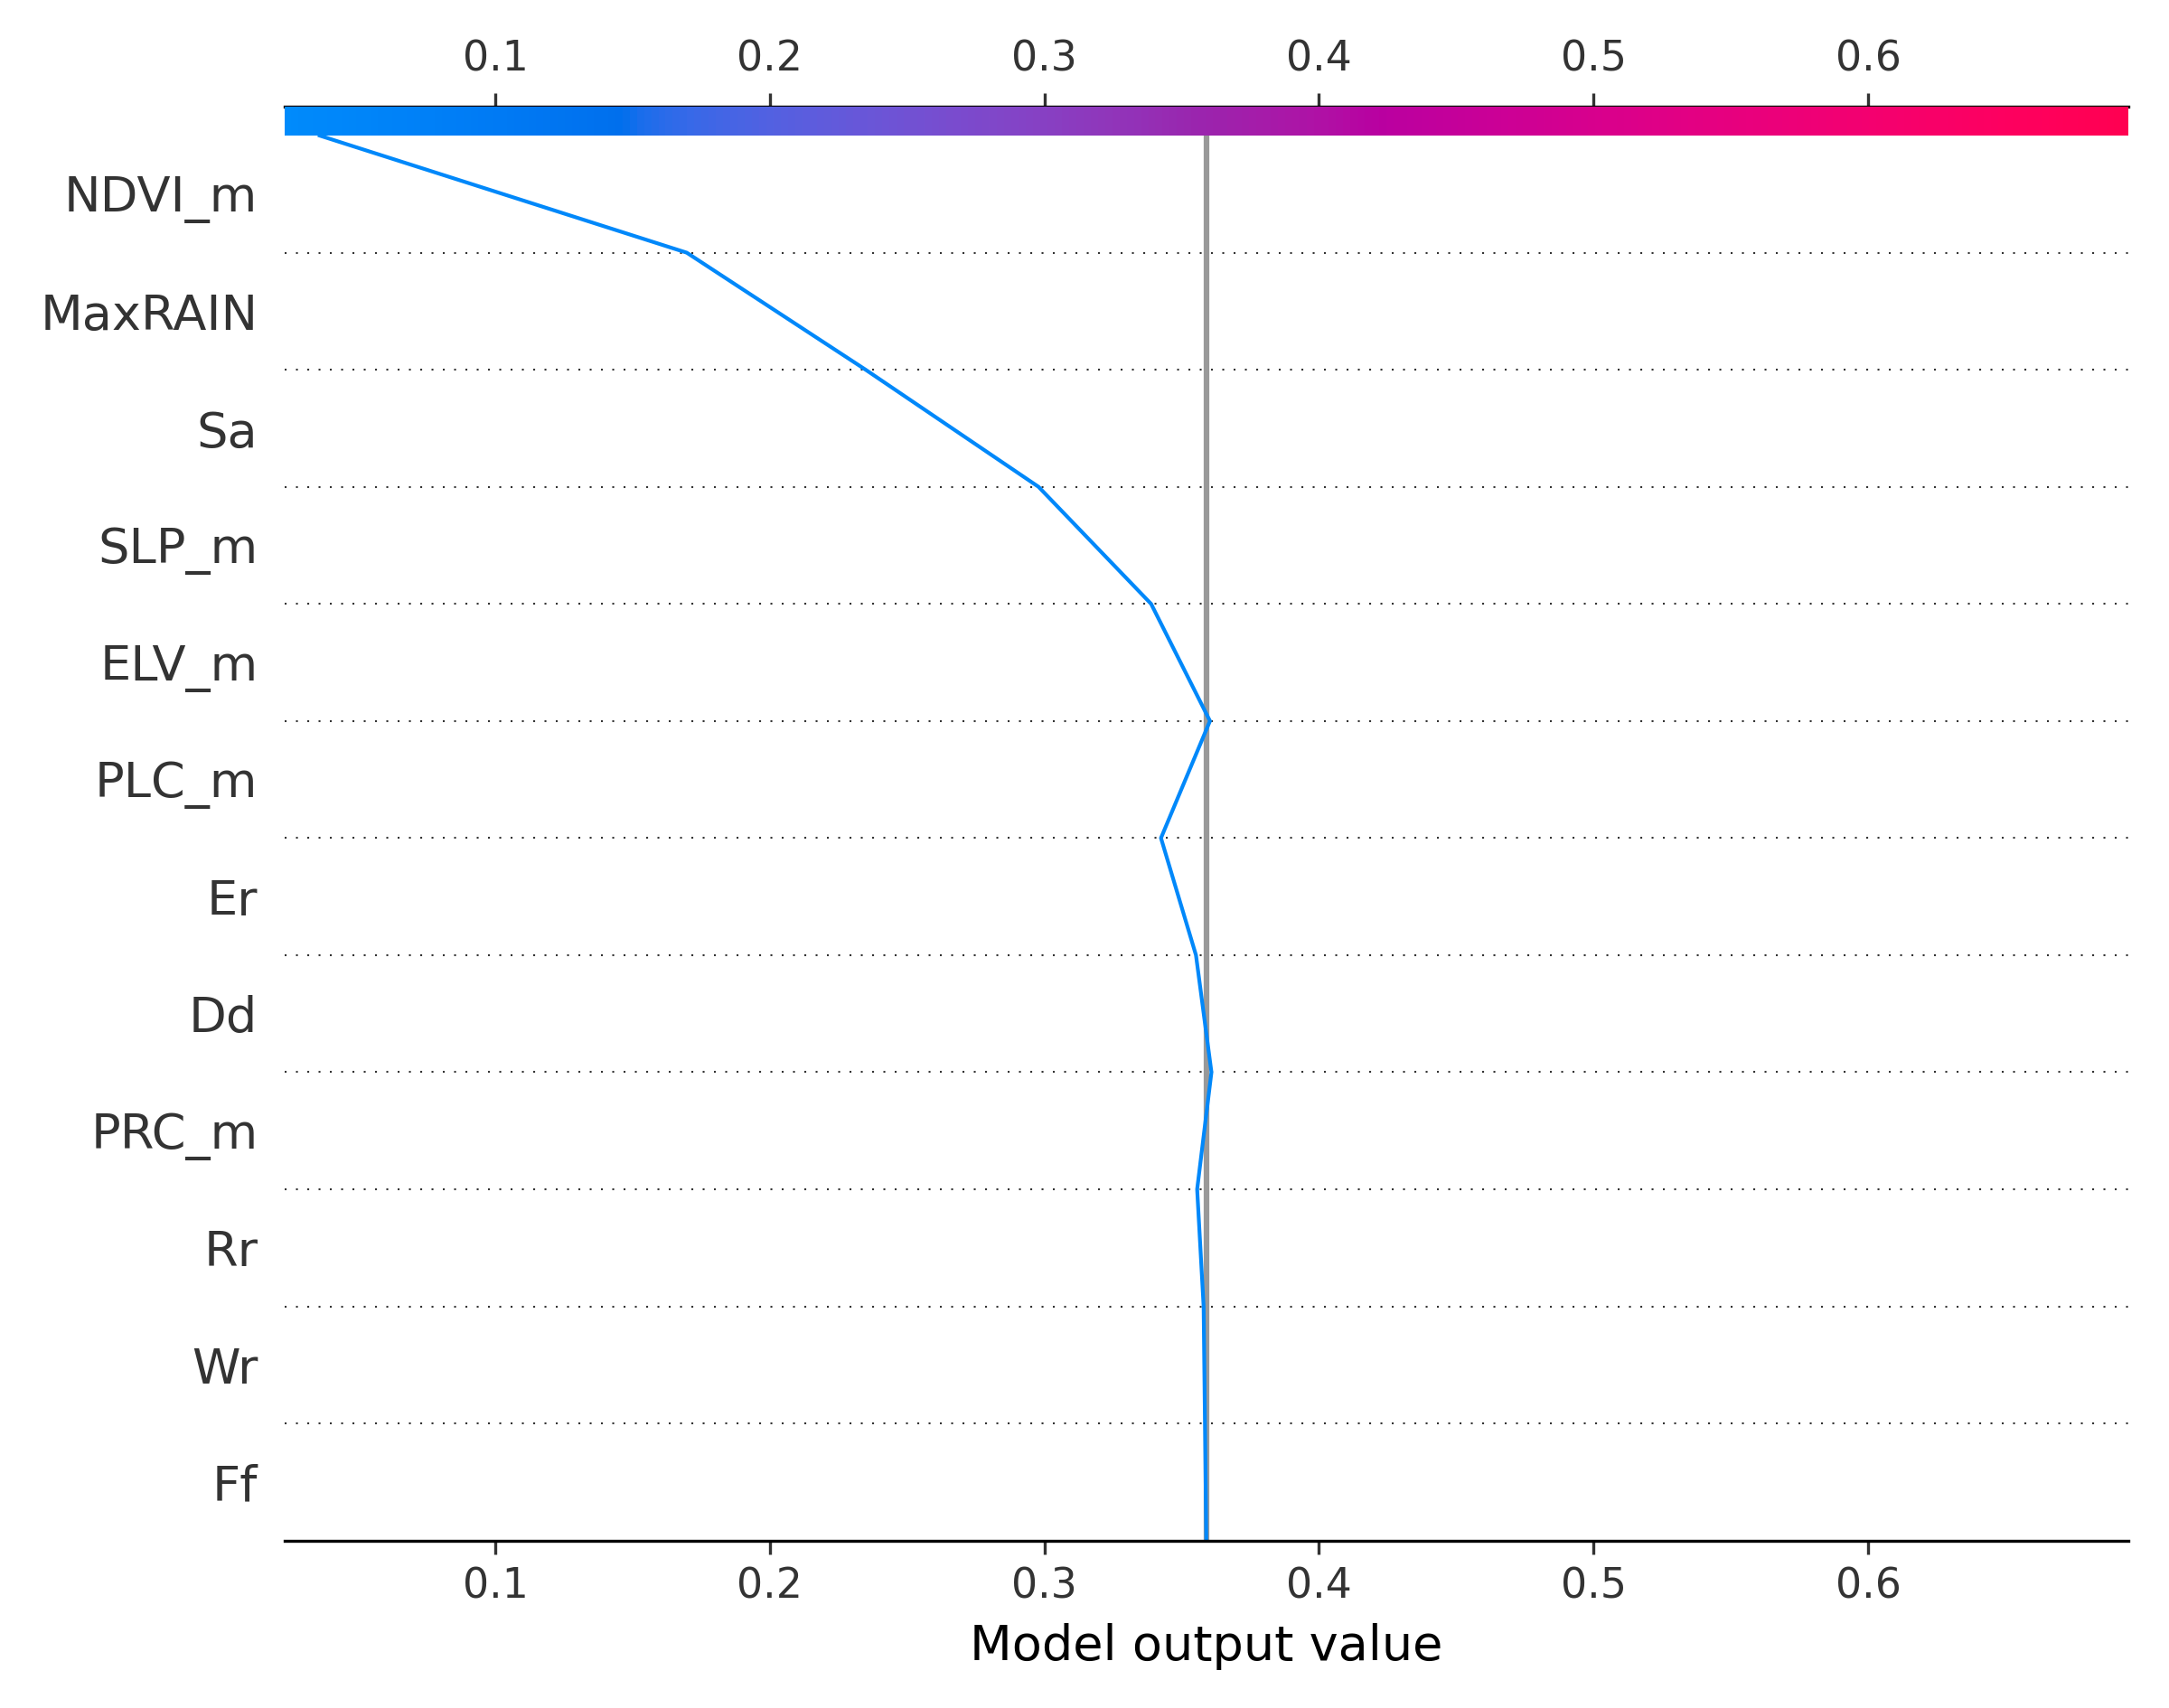 0.1 0.2 0.3 0.4 0.5 0.6
NDVI_m
MaxRAIN
Sa
SLP_m
ELV_m
PLC_m
Er
Dd
PRC_m
Rr
Wr
Ff
0.1 0.2 0.3 0.4 0.5 0.6
Model output value